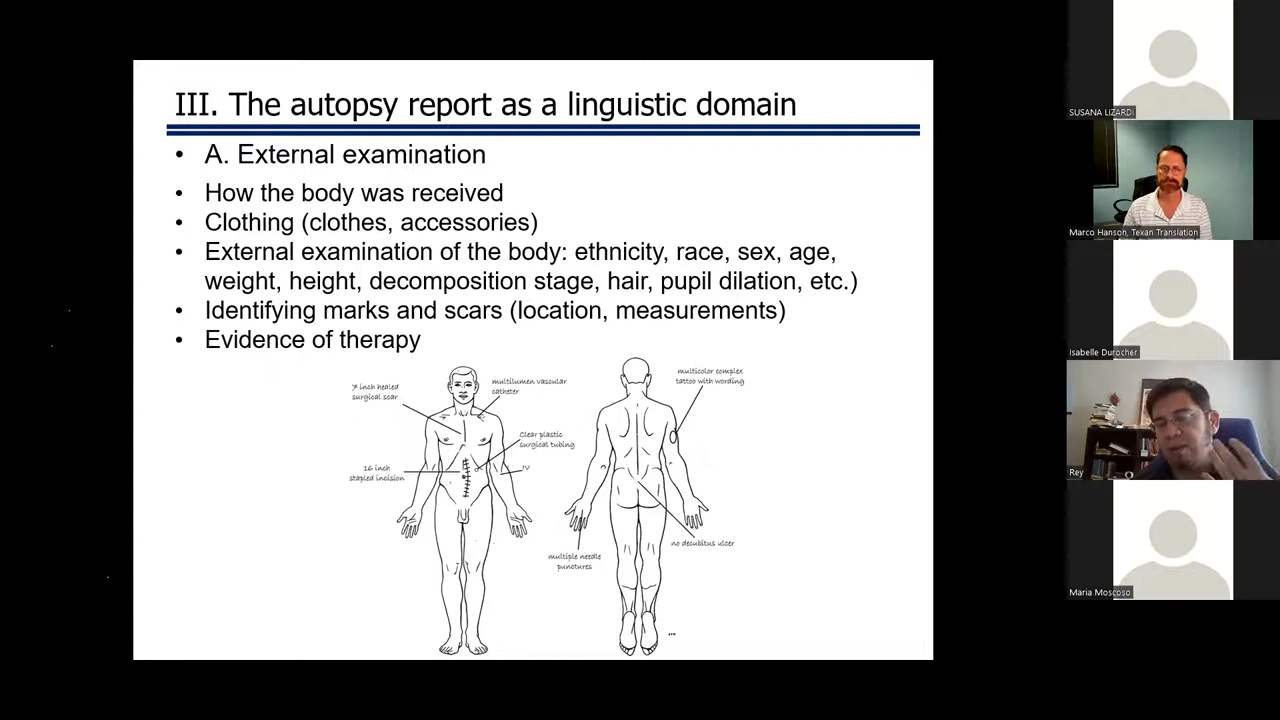 III. The autopsy report as a linguistic domain
• A. External examination
• How the body was received
• Clothing (clothes, accessories)
• External examination of the body: ethnicity, race, sex, age,
weight, height, decomposition stage, hair, pupil dilation, etc.)
• Identifying marks and scars (location, measurements)
• Evidence of therapy
7 inch healed
surgical scar
multilumen vascular
catheter
Clear plastic
surgical tubing
16 inch
stapled incision
IV
multicolor complex
tattoo with wording
multiple needle
punctures
no decubitus ulcer
SUSANA LIZARDI
Marco Hanson, Texan Translation
Isabelle Durocher
Rey
Maria Moscoso